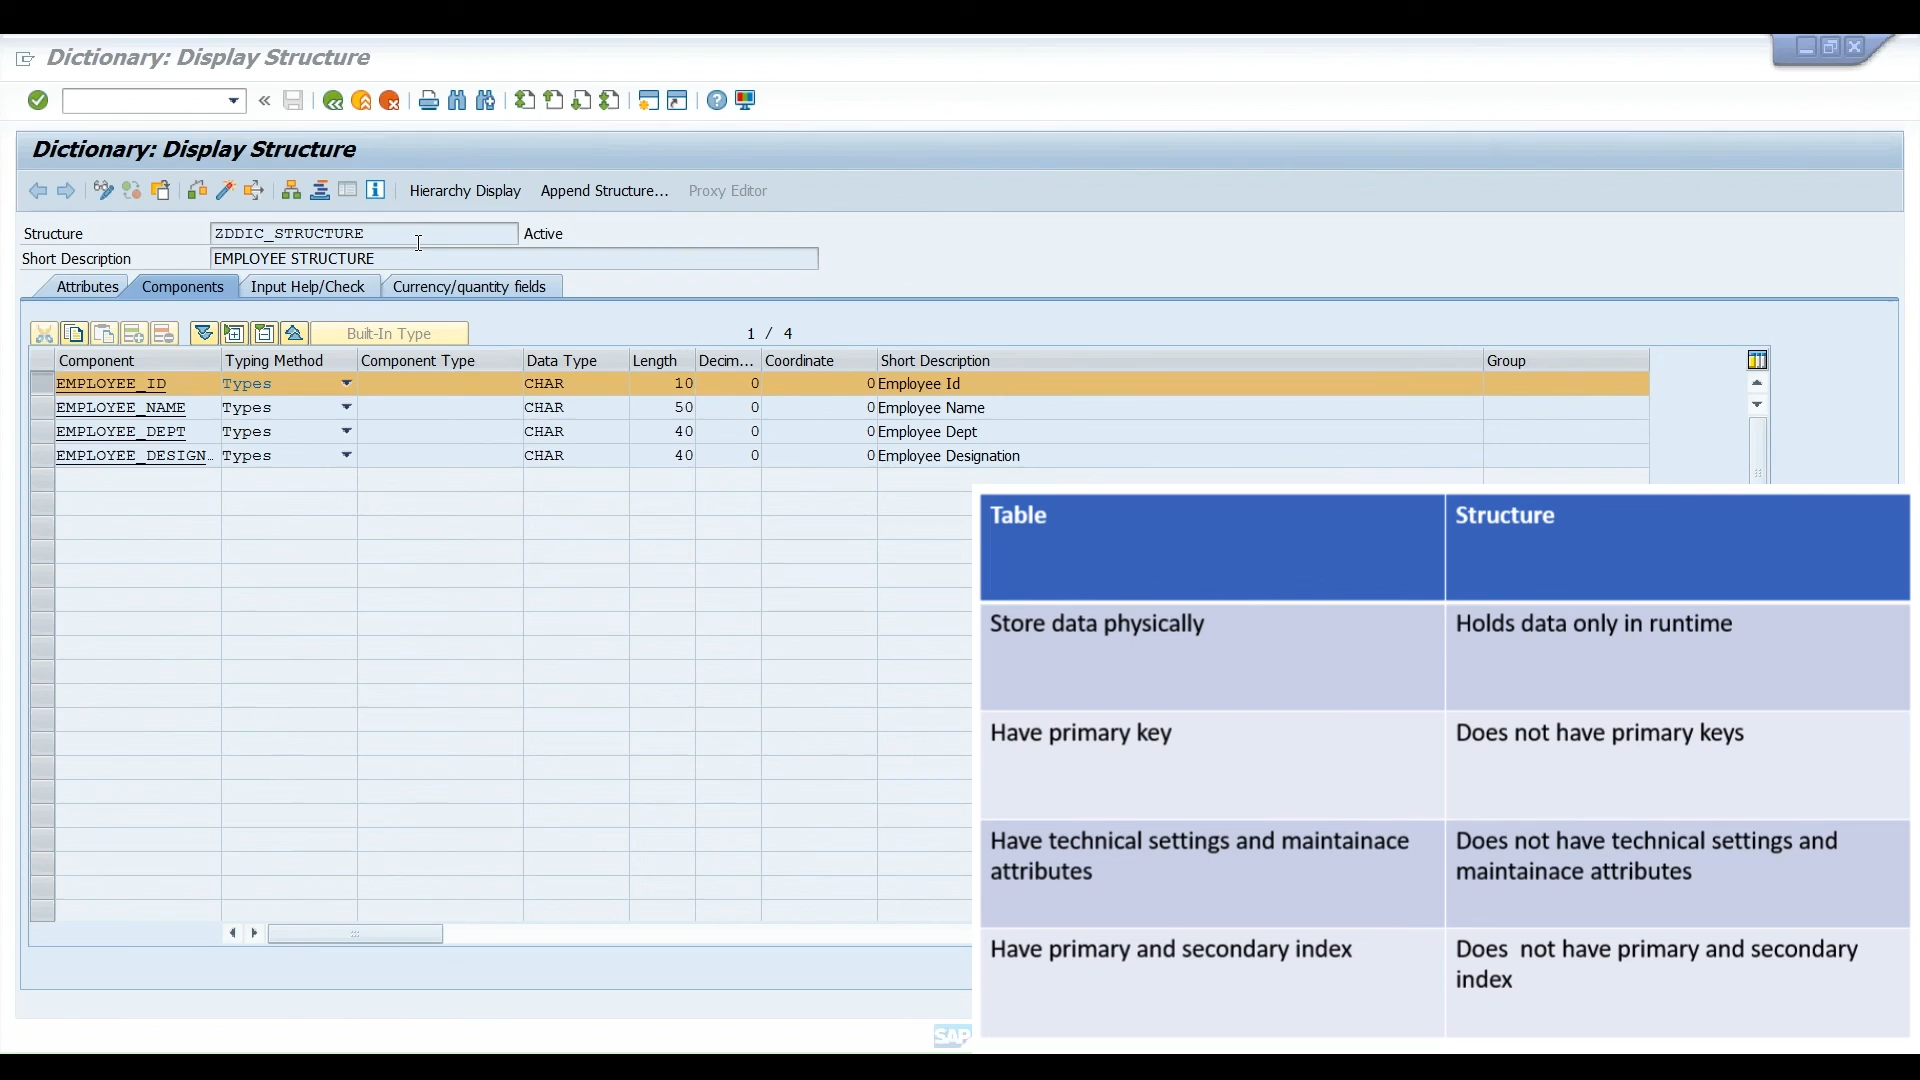 Dictionary: Display Structure
Dictionary: Display Structure
Hierarchy Display Append Structure... Proxy Editor
Structure ZDDIC_STRUCTURE Active
Short Description EMPLOYEE STRUCTURE
Attributes Components Input Help/Check Currency/quantity fields
Built-In Type 1 / 4
Component Typing Method Component Type Data Type Length Decim... Coordinate Short Description Group
EMPLOYEE_ID Types CHAR 10 0 0 Employee Id
EMPLOYEE_NAME Types CHAR 50 0 0 Employee Name
EMPLOYEE_DEPT Types CHAR 40 0 0 Employee Dept
EMPLOYEE_DESIGN… Types CHAR 40 0 0 Employee Designation
Table Structure
Store data physically Holds data only in runtime
Have primary key Does not have primary keys
Have technical settings and maintainace Does not have technical settings and
attributes maintainace attributes
Have primary and secondary index Does  not have primary and secondary
index
SAP